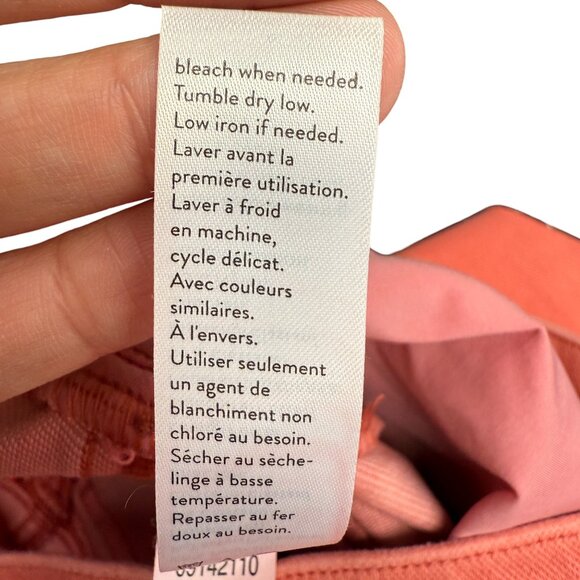 bleach when needed.
Tumble dry low.
Low iron if needed.
Laver avant la
première utilisation.
Laver à froid
en machine,
cycle délicat.
Avec couleurs
similaires.
À l'envers.
Utiliser seulement
un agent de
blanchiment non
chloré au besoin.
Sécher au sèche-
linge à basse
température.
Repasser au fer
doux au besoin.